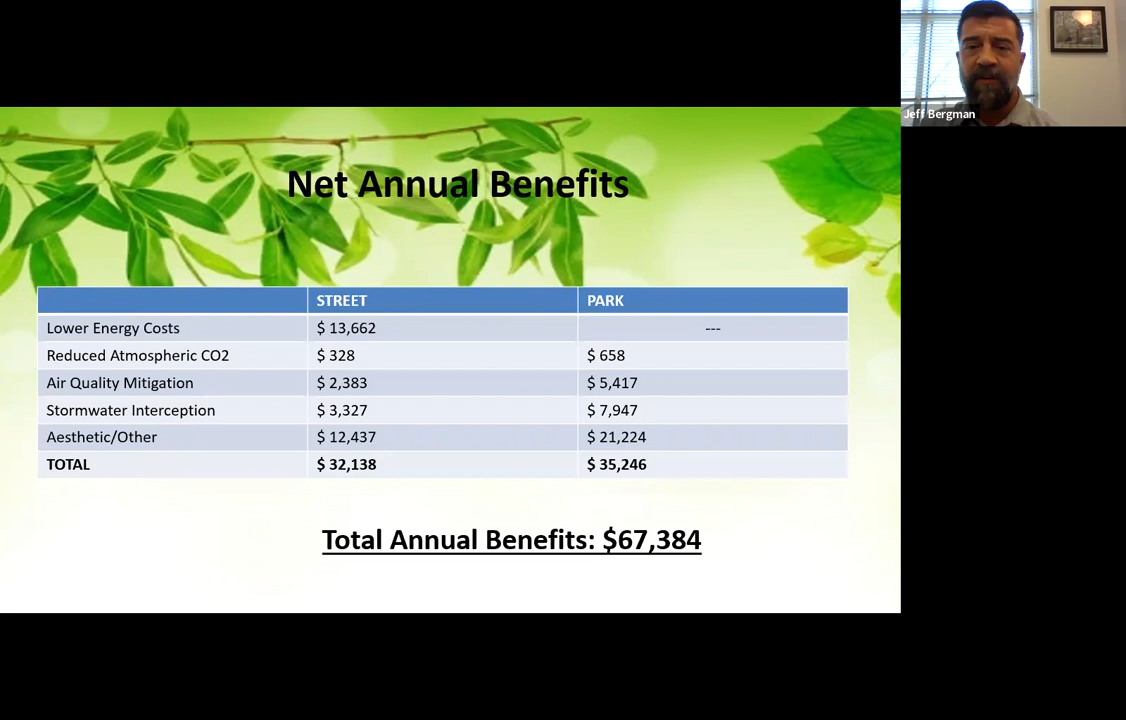 Jeff Bergman
Net Annual Benefits
STREET PARK
Lower Energy Costs $ 13,662 ---
Reduced Atmospheric CO2 $ 328 $ 658
Air Quality Mitigation $ 2,383 $ 5,417
Stormwater Interception $ 3,327 $ 7,947
Aesthetic/Other $ 12,437 $ 21,224
TOTAL $ 32,138 $ 35,246
Total Annual Benefits: $67,384